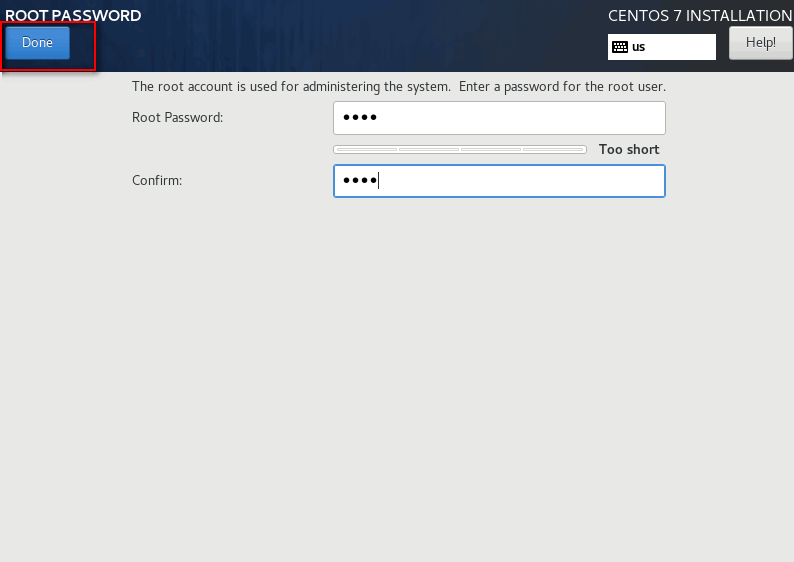 ROOT PASSWORD
CENTOS 7 INSTALLATION
Done
us
Help!
The root account is used for administering the system.  Enter a password for the root user.
Root Password:
••••
Too short
Confirm:
••••